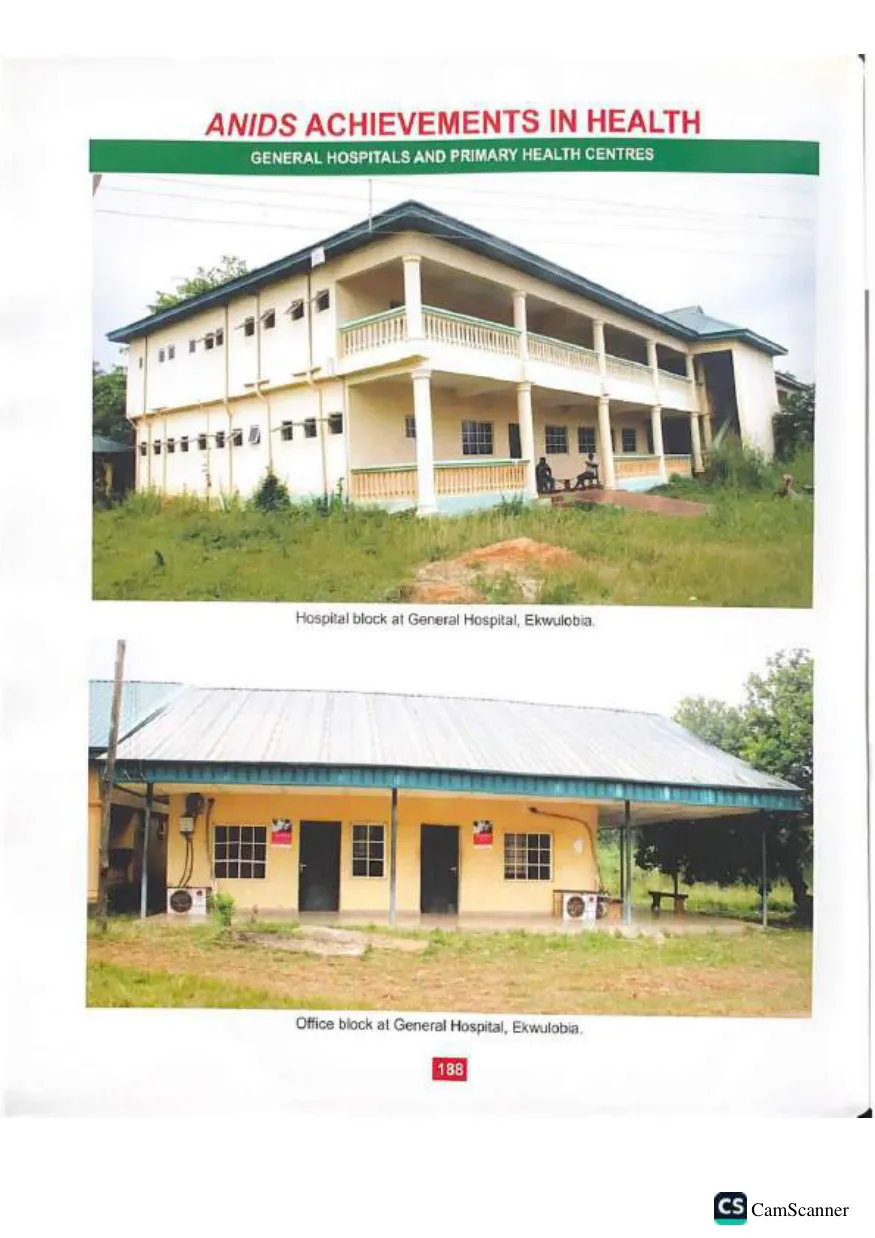 ANIDS ACHIEVEMENTS IN HEALTH
GENERAL HOSPITALS AND PRIMARY HEALTH CENTRES
Hospital block at General Hospital, Ekwulobia.
Office block at General Hospital, Ekwulobia.
188
CS CamScanner